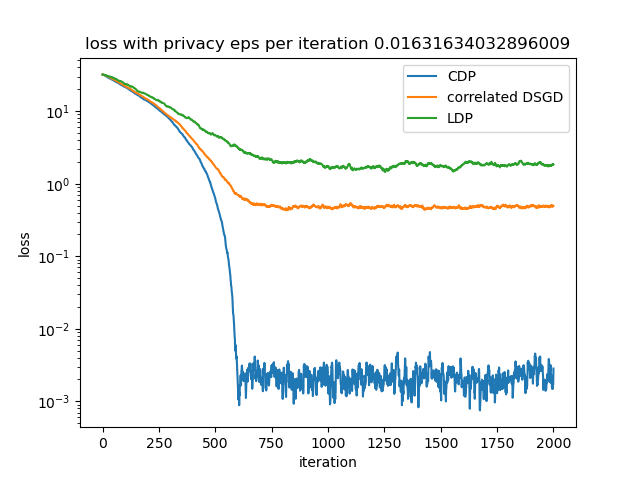 loss with privacy eps per iteration 0.01631634032896009
CDP
correlated DSGD
LDP
10¹
10⁰
10⁻¹
10⁻²
10⁻³
loss
0 250 500 750 1000 1250 1500 1750 2000
iteration